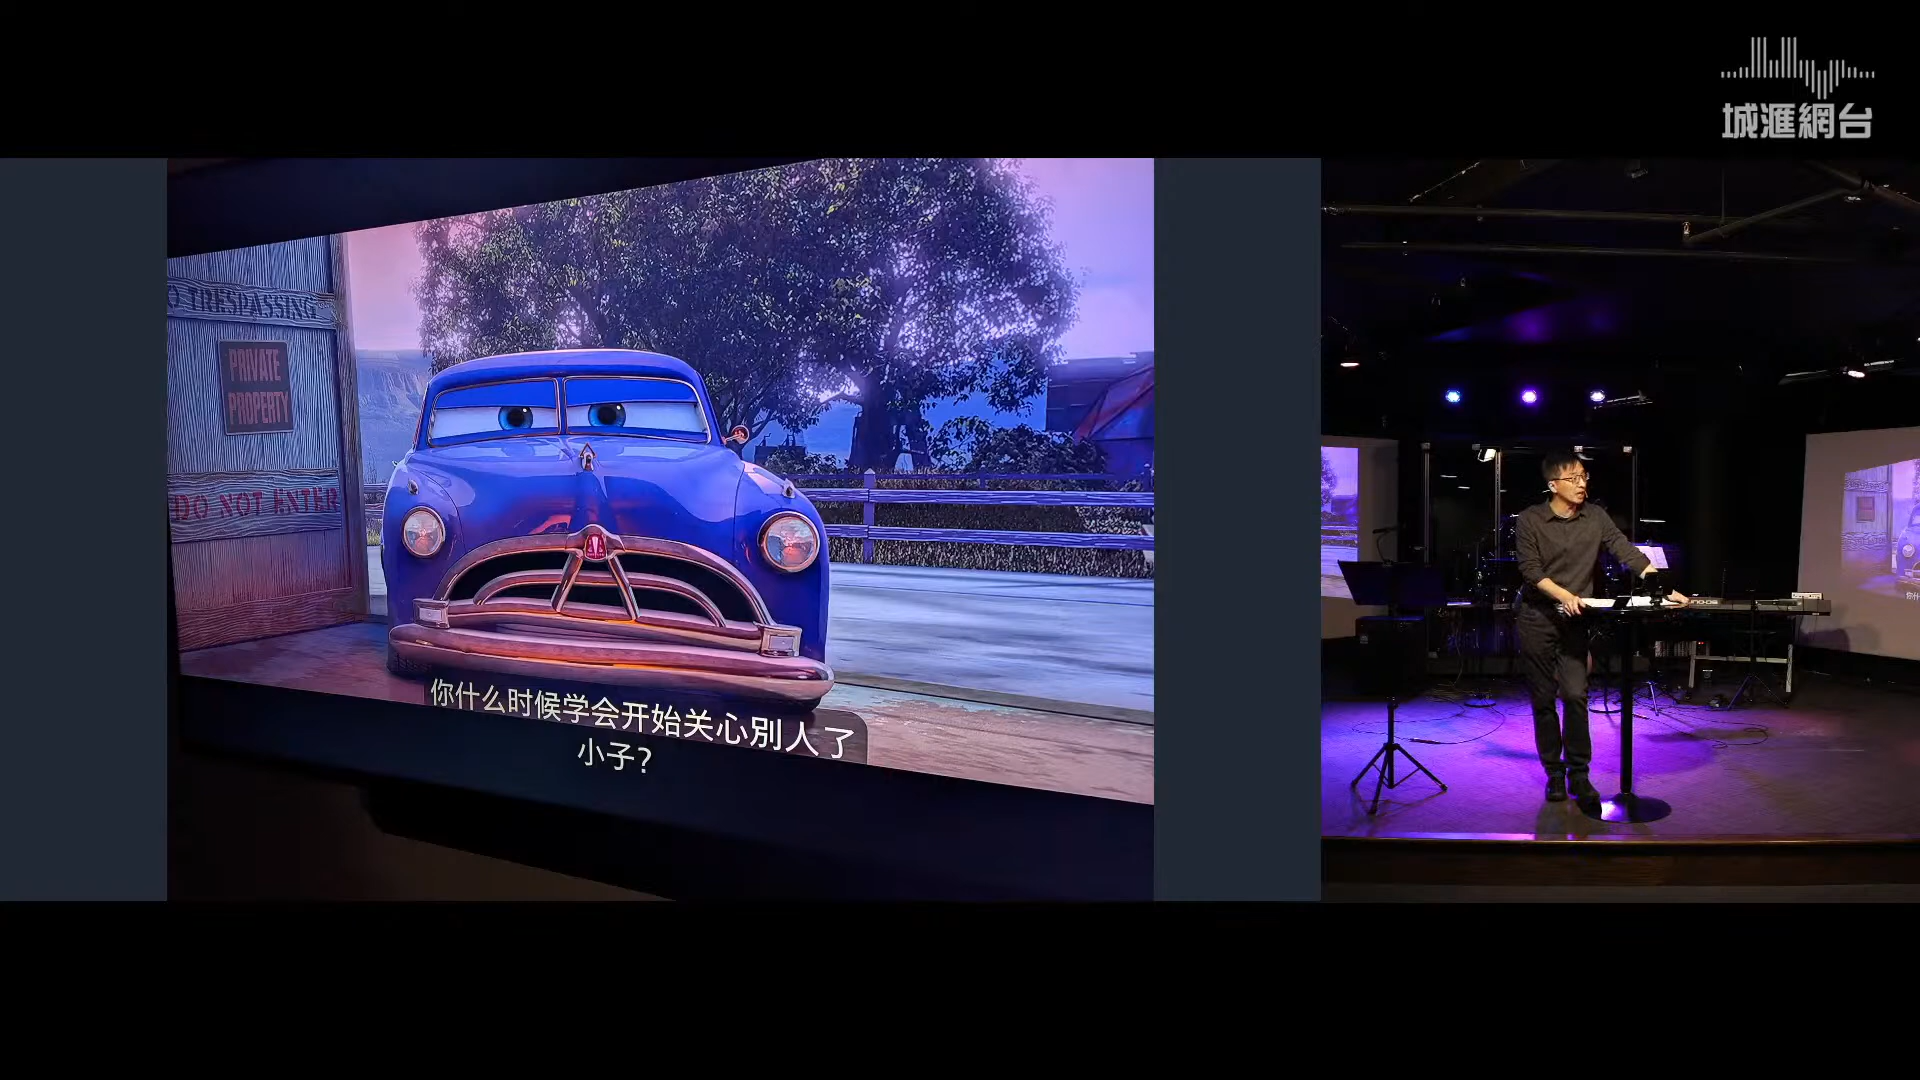 城滙網台
NO TRESPASSING
PRIVATE
PROPERTY
DO NOT ENTER
你什么时候学会开始关心别人了
小子?